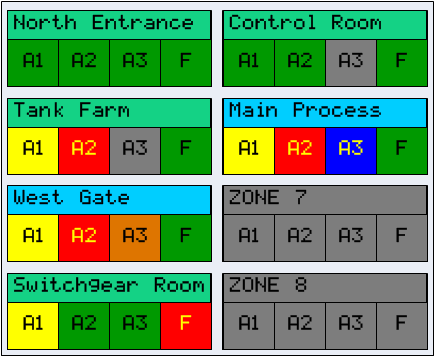 North Entrance
A1 A2 A3 F
Control Room
A1 A2 A3 F
Tank Farm
A1 A2 A3 F
Main Process
A1 A2 A3 F
West Gate
A1 A2 A3 F
ZONE 7
A1 A2 A3 F
Switchgear Room
A1 A2 A3 F
ZONE 8
A1 A2 A3 F